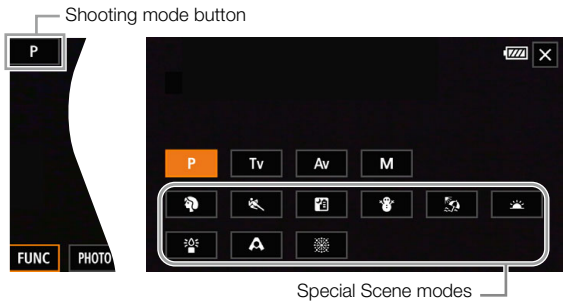 Shooting mode button
P
FUNC
PHOTO
P Tv Av M
Special Scene modes